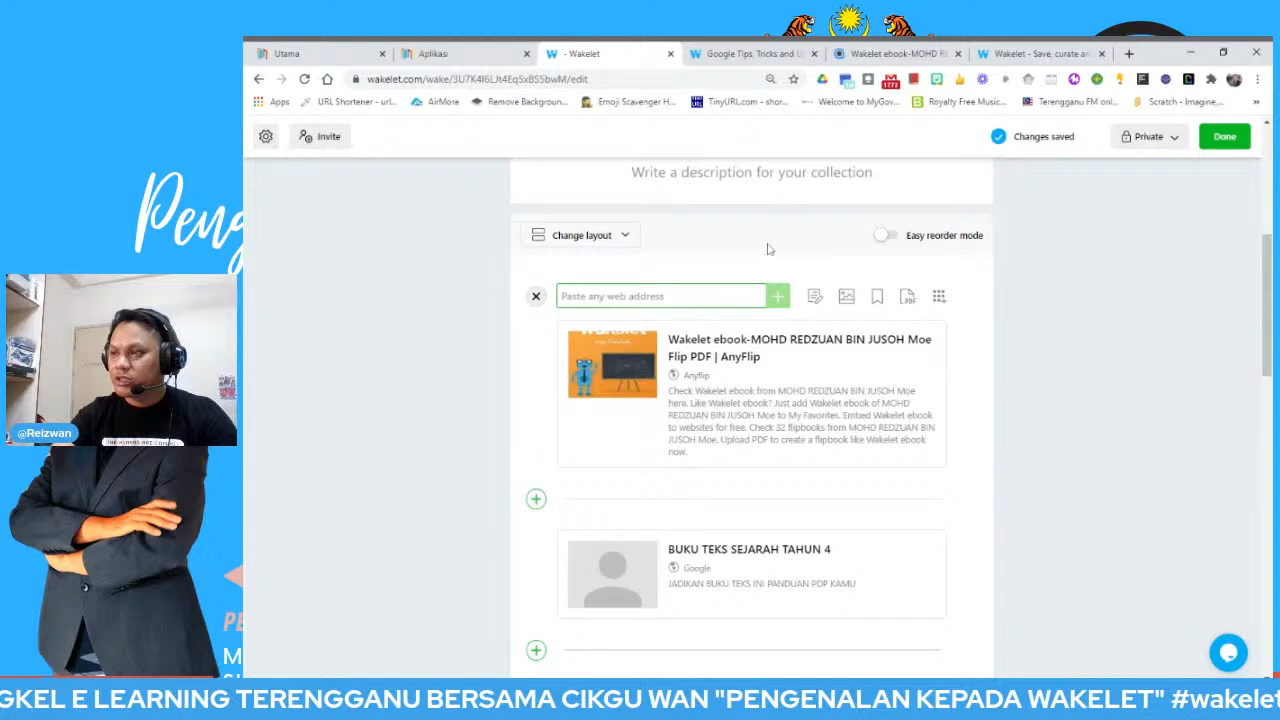 Utama
Aplikasi
- Wakelet
Google Tips, Tricks and U
Wakelet ebook-MOHD R
Wakelet - Save, curate an
wakelet.com/wake/3U7K4I6LJt4Eq5xBS5bwM/edit
Apps
URL Shortener - url...
AirMore
Remove Backgroun...
Emoji Scavenger H...
TinyURL.com - shor...
Welcome to MyGov...
Royalty Free Music...
Terengganu FM onl...
Scratch - Imagine,...
Invite
Changes saved
Private
Done
Write a description for your collection
Change layout
Easy reorder mode
Paste any web address
Wakelet ebook-MOHD REDZUAN BIN JUSOH Moe
Flip PDF | AnyFlip
Anyflip
Check Wakelet ebook from MOHD REDZUAN BIN JUSOH Moe
here. Like Wakelet ebook? Just add Wakelet ebook of MOHD
REDZUAN BIN JUSOH Moe to My Favorites. Embed Wakelet ebook
to websites for free. Check 32 flipbooks from MOHD REDZUAN BIN
JUSOH Moe. Upload PDF to create a flipbook like Wakelet ebook
now.
BUKU TEKS SEJARAH TAHUN 4
Google
JADIKAN BUKU TEKS INI PANDUAN PDP KAMU
Peng
@Reizwan
PE
M
GKEL E LEARNING TERENGGANU BERSAMA CIKGU WAN "PENGENALAN KEPADA WAKELET" #wakelet